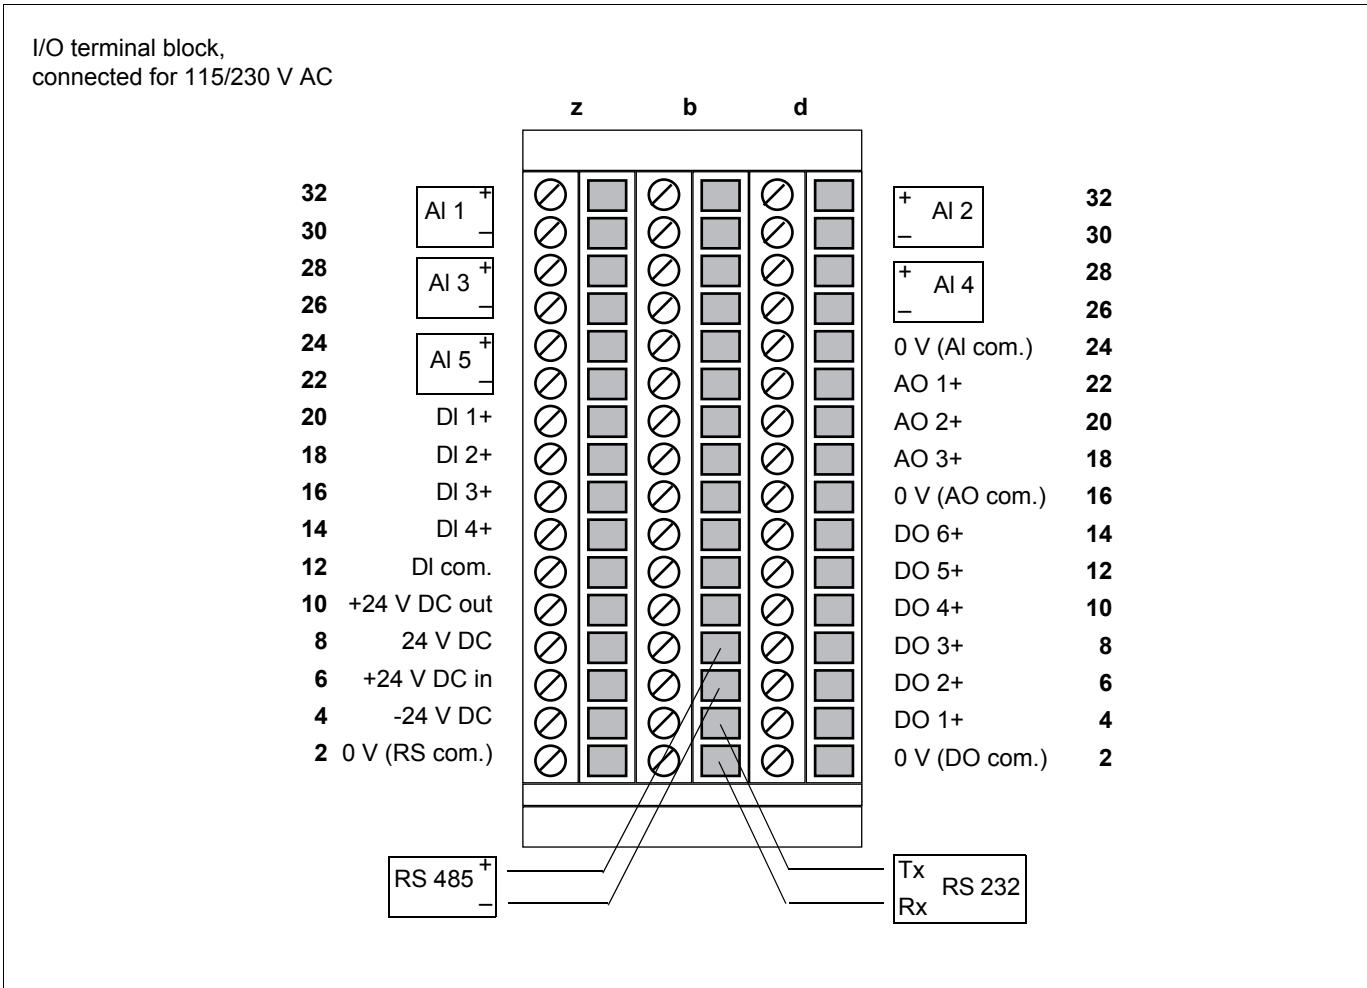 I/O terminal block,
connected for 115/230 V AC
z b d
32 AI 1 + –
30
28 AI 3 + –
26
24 AI 5 + –
22
20 DI 1+
18 DI 2+
16 DI 3+
14 DI 4+
12 DI com.
10 +24 V DC out
8 24 V DC
6 +24 V DC in
4 -24 V DC
2 0 V (RS com.)
+ – AI 2 32
30
+ – AI 4 28
26
0 V (AI com.) 24
AO 1+ 22
AO 2+ 20
AO 3+ 18
0 V (AO com.) 16
DO 6+ 14
DO 5+ 12
DO 4+ 10
DO 3+ 8
DO 2+ 6
DO 1+ 4
0 V (DO com.) 2
RS 485 + –
Tx RS 232
Rx